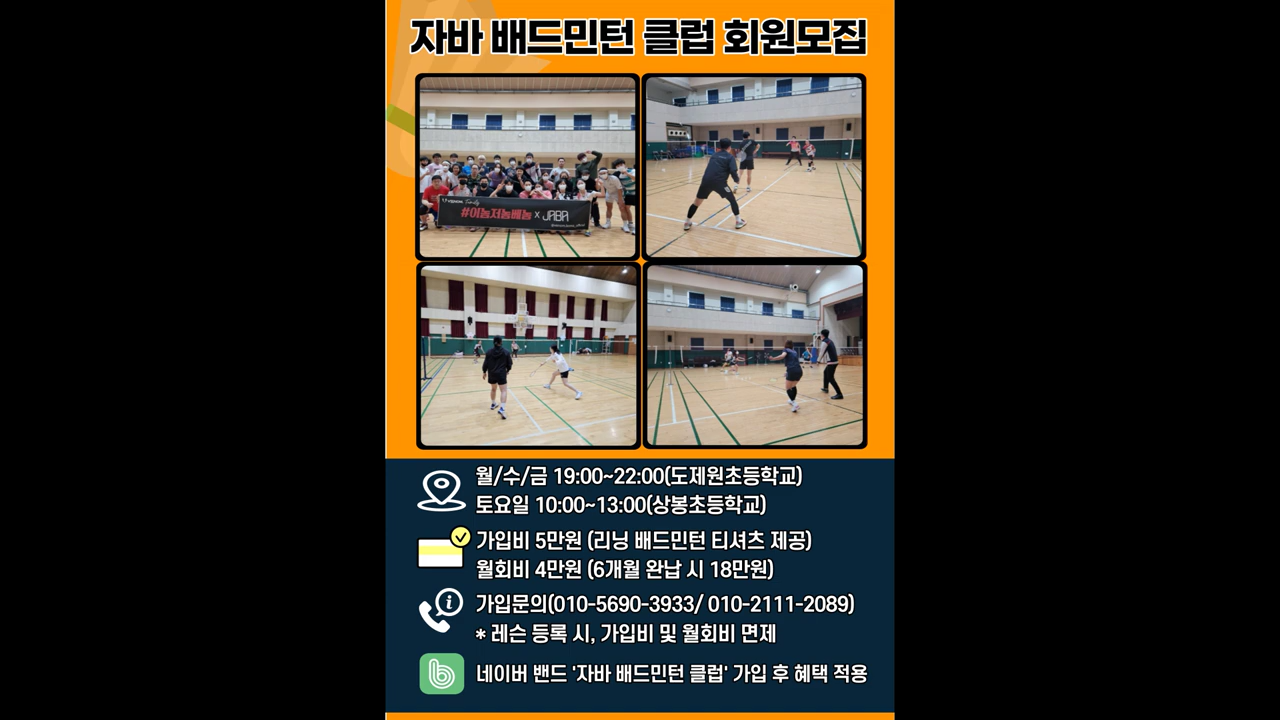 자바 배드민턴 클럽 회원모집
#이놈저놈베놈 x JABA
월/수/금 19:00~22:00(도제원초등학교)
토요일 10:00~13:00(상봉초등학교)
가입비 5만원 (리닝 배드민턴 티셔츠 제공)
월회비 4만원 (6개월 완납 시 18만원)
가입문의(010-5690-3933/ 010-2111-2089)
* 레슨 등록 시, 가입비 및 월회비 면제
네이버 밴드 '자바 배드민턴 클럽' 가입 후 혜택 적용